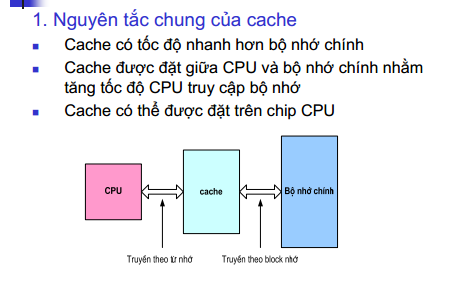 1. Nguyên tắc chung của cache
Cache có tốc độ nhanh hơn bộ nhớ chính
Cache được đặt giữa CPU và bộ nhớ chính nhằm
tăng tốc độ CPU truy cập bộ nhớ
Cache có thể được đặt trên chip CPU
CPU
cache
Bộ nhớ chính
Truyền theo từ nhớ
Truyền theo block nhớ